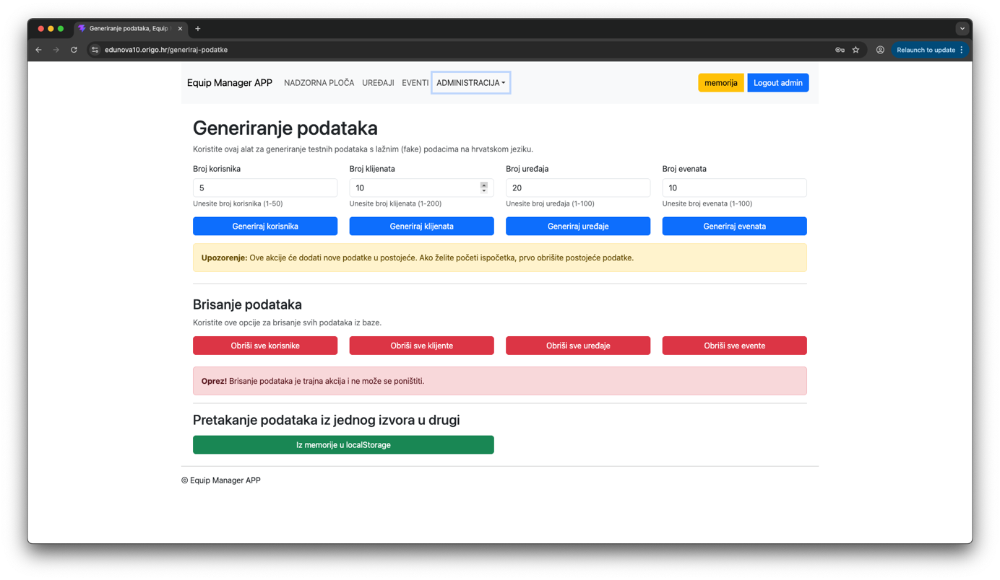 Generiranje podataka, Equip
edunova10.origo.hr/generiraj-podatke
Relaunch to update
Equip Manager APP
NADZORNA PLOČA
UREĐAJI
EVENTI
ADMINISTRACIJA
memorija
Logout admin
Generiranje podataka
Koristite ovaj alat za generiranje testnih podataka s lažnim (fake) podacima na hrvatskom jeziku.
Broj korisnika
Broj klijenata
Broj uređaja
Broj evenata
5
10
20
10
Unesite broj korisnika (1-50)
Unesite broj klijenata (1-200)
Unesite broj uređaja (1-100)
Unesite broj evenata (1-100)
Generiraj korisnika
Generiraj klijenata
Generiraj uređaje
Generiraj evenata
Upozorenje: Ove akcije će dodati nove podatke u postojeće. Ako želite početi ispočetka, prvo obrišite postojeće podatke.
Brisanje podataka
Koristite ove opcije za brisanje svih podataka iz baze.
Obriši sve korisnike
Obriši sve klijente
Obriši sve uređaje
Obriši sve evente
Oprez! Brisanje podataka je trajna akcija i ne može se poništiti.
Pretakanje podataka iz jednog izvora u drugi
Iz memorije u localStorage
© Equip Manager APP